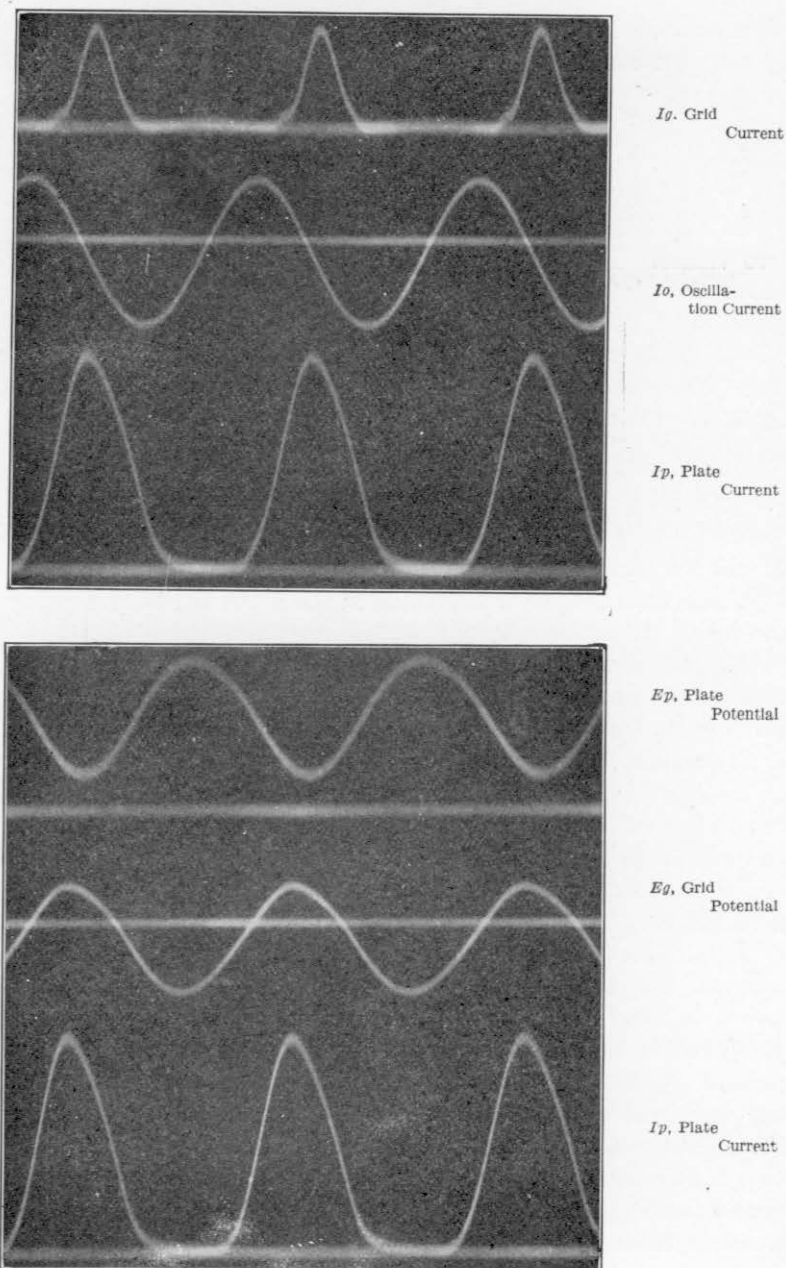 Ig. Grid
Current
Io, Oscilla-
tion Current
Ip, Plate
Current
Ep, Plate
Potential
Eg, Grid
Potential
Ip, Plate
Current